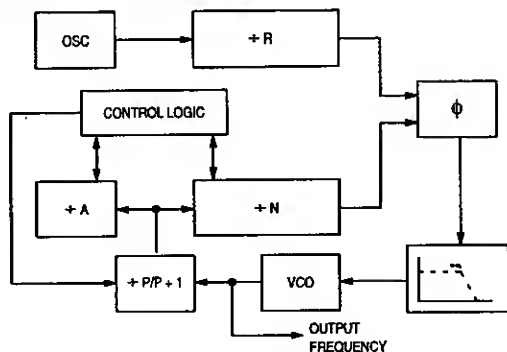 OSC
÷ R
CONTROL LOGIC
ϕ
÷ A
÷ N
÷ P/P + 1
VCO
OUTPUT
FREQUENCY